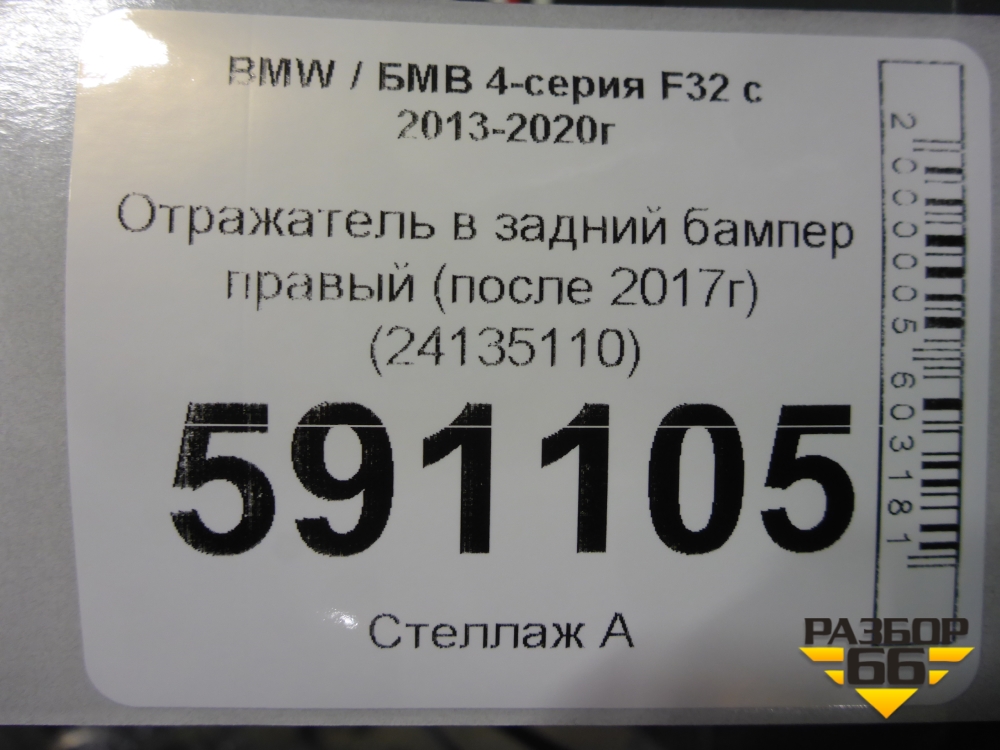 BMW / БМВ 4-серия F32 с
2013-2020г
Отражатель в задний бампер
правый (после 2017г)
(24135110)
591105
Стеллаж А
2000005603181
РАЗБОР
66